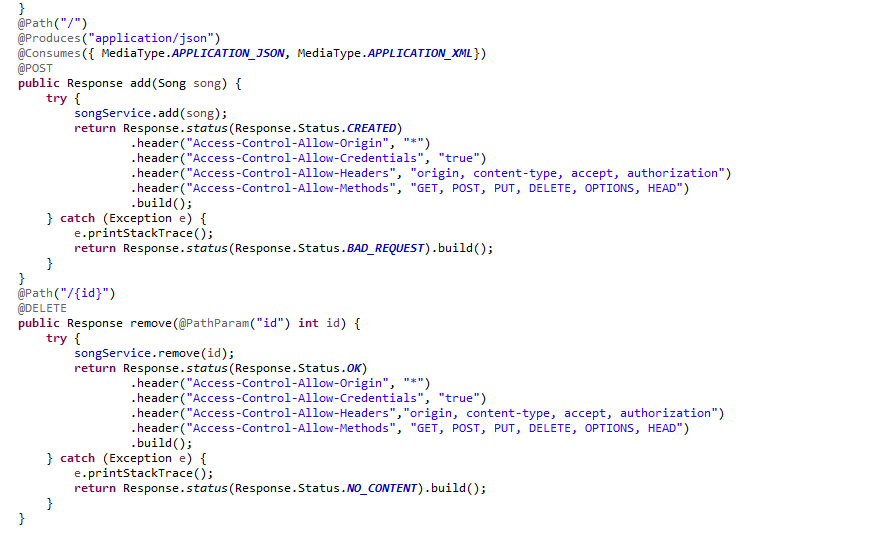 }
@Path("/")
@Produces("application/json")
@Consumes({ MediaType.APPLICATION_JSON, MediaType.APPLICATION_XML})
@POST
public Response add(Song song) {
    try {
        songService.add(song);
        return Response.status(Response.Status.CREATED)
                .header("Access-Control-Allow-Origin", "*")
                .header("Access-Control-Allow-Credentials", "true")
                .header("Access-Control-Allow-Headers", "origin, content-type, accept, authorization")
                .header("Access-Control-Allow-Methods", "GET, POST, PUT, DELETE, OPTIONS, HEAD")
                .build();
    } catch (Exception e) {
        e.printStackTrace();
        return Response.status(Response.Status.BAD_REQUEST).build();
    }
}
@Path("/{id}")
@DELETE
public Response remove(@PathParam("id") int id) {
    try {
        songService.remove(id);
        return Response.status(Response.Status.OK)
                .header("Access-Control-Allow-Origin", "*")
                .header("Access-Control-Allow-Credentials", "true")
                .header("Access-Control-Allow-Headers","origin, content-type, accept, authorization")
                .header("Access-Control-Allow-Methods", "GET, POST, PUT, DELETE, OPTIONS, HEAD")
                .build();
    } catch (Exception e) {
        e.printStackTrace();
        return Response.status(Response.Status.NO_CONTENT).build();
    }
}